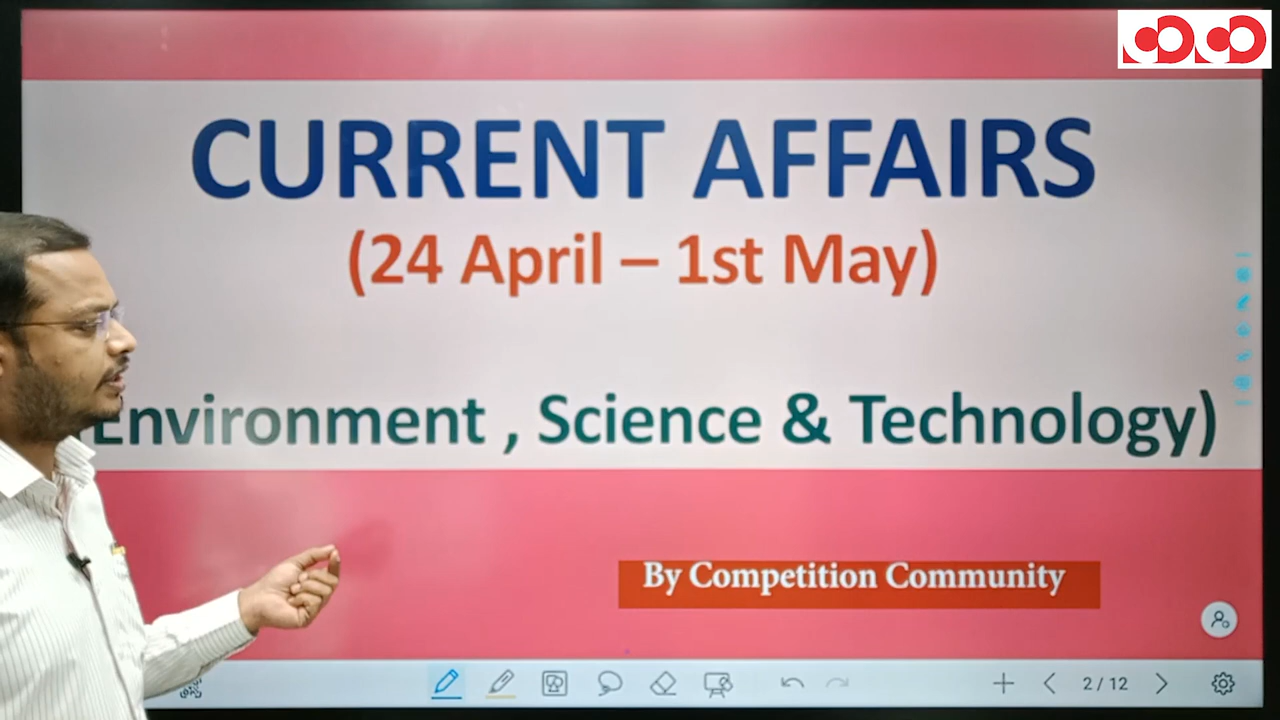 CURRENT AFFAIRS
(24 April – 1st May)
Environment , Science & Technology)
By Competition Community
2 / 12